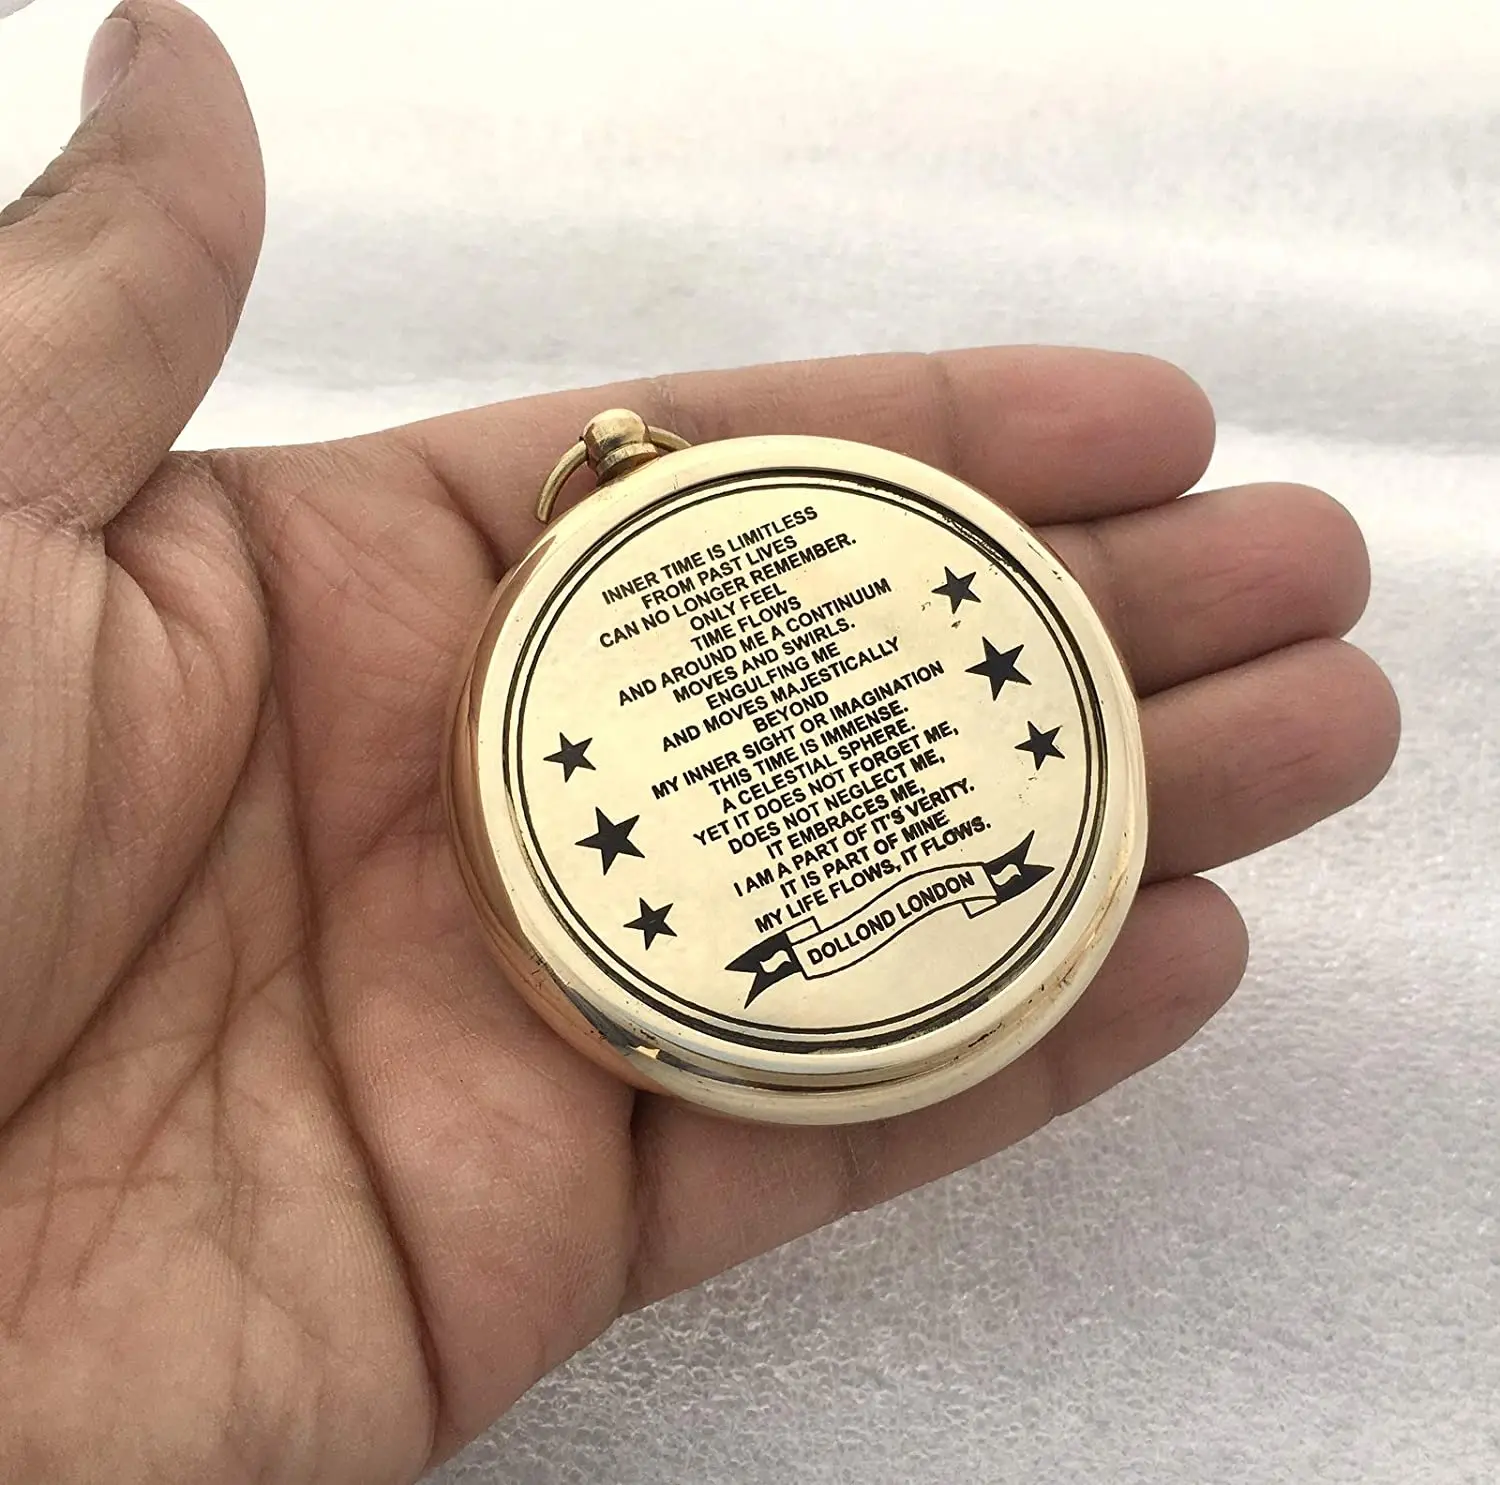 INNER TIME IS LIMITLESS
FROM PAST LIVES
CAN NO LONGER REMEMBER.
ONLY FEEL
TIME FLOWS
AND AROUND ME A CONTINUUM
MOVES AND SWIRLS.
ENGULFING ME
AND MOVES MAJESTICALLY
BEYOND
MY INNER SIGHT OR IMAGINATION
THIS TIME IS IMMENSE.
A CELESTIAL SPHERE.
YET IT DOES NOT FORGET ME,
DOES NOT NEGLECT ME,
IT EMBRACES ME,
I AM A PART OF IT'S VERITY.
IT IS PART OF MINE
MY LIFE FLOWS, IT FLOWS.
DOLLOND LONDON